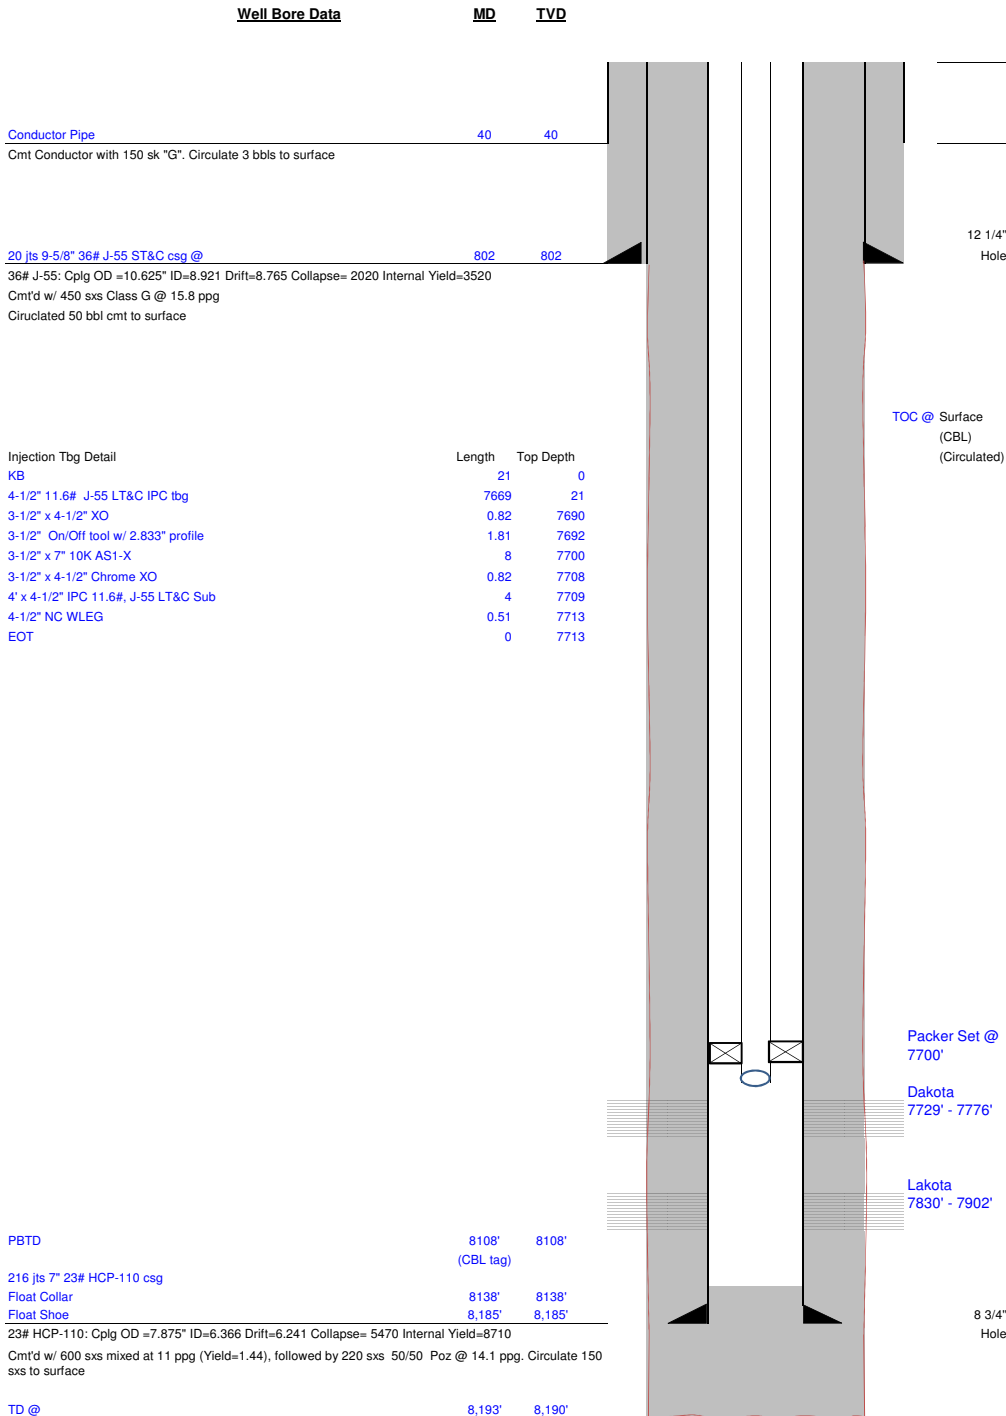 Well Bore Data MD TVD
Conductor Pipe 40 40
Cmt Conductor with 150 sk "G". Circulate 3 bbls to surface
12 1/4"
20 jts 9-5/8" 36# J-55 ST&C csg @ 802 802 Hole
36# J-55: Cplg OD =10.625" ID=8.921 Drift=8.765 Collapse= 2020 Internal Yield=3520
Cmt'd w/ 450 sxs Class G @ 15.8 ppg
Ciruclated 50 bbl cmt to surface
TOC @ Surface
(CBL)
Injection Tbg Detail Length Top Depth (Circulated)
KB 21 0
4-1/2" 11.6# J-55 LT&C IPC tbg 7669 21
3-1/2" x 4-1/2" XO 0.82 7690
3-1/2" On/Off tool w/ 2.833" profile 1.81 7692
3-1/2" x 7" 10K AS1-X 8 7700
3-1/2" x 4-1/2" Chrome XO 0.82 7708
4' x 4-1/2" IPC 11.6#, J-55 LT&C Sub 4 7709
4-1/2" NC WLEG 0.51 7713
EOT 0 7713
Packer Set @
7700'
Dakota
7729' - 7776'
Lakota
7830' - 7902'
PBTD 8108' 8108'
(CBL tag)
216 jts 7" 23# HCP-110 csg
Float Collar 8138' 8138'
Float Shoe 8,185' 8,185' 8 3/4"
23# HCP-110: Cplg OD =7.875" ID=6.366 Drift=6.241 Collapse= 5470 Internal Yield=8710 Hole
Cmt'd w/ 600 sxs mixed at 11 ppg (Yield=1.44), followed by 220 sxs 50/50 Poz @ 14.1 ppg. Circulate 150
sxs to surface
TD @ 8,193' 8,190'